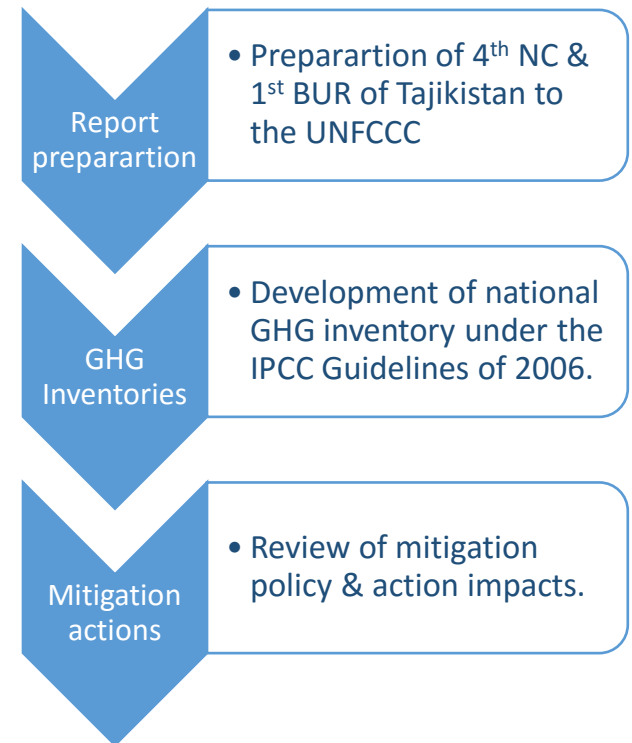 Report
preparartion
• Preparartion of 4th NC &
1st BUR of Tajikistan to
the UNFCCC
GHG
Inventories
• Development of national
GHG inventory under the
IPCC Guidelines of 2006.
Mitigation
actions
• Review of mitigation
policy & action impacts.